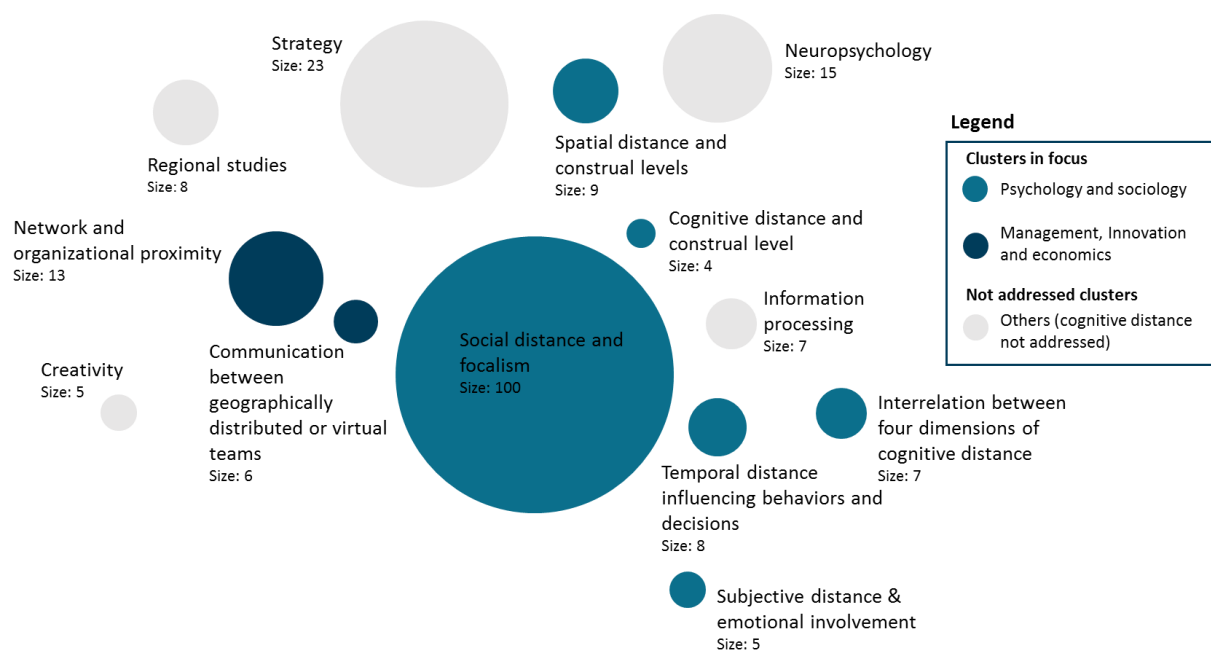 Strategy
Size: 23
Neuropsychology
Size: 15
Regional studies
Size: 8
Spatial distance and
construal levels
Size: 9
Network and
organizational proximity
Size: 13
Cognitive distance and
construal level
Size: 4
Information
processing
Size: 7
Social distance and
focalism
Size: 100
Communication
between
geographically
distributed or virtual
teams
Size: 6
Creativity
Size: 5
Interrelation between
four dimensions of
cognitive distance
Size: 7
Temporal distance
influencing behaviors and
decisions
Size: 8
Subjective distance &
emotional involvement
Size: 5
Legend
Clusters in focus
Psychology and sociology
Management, Innovation
and economics
Not addressed clusters
Others (cognitive distance
not addressed)